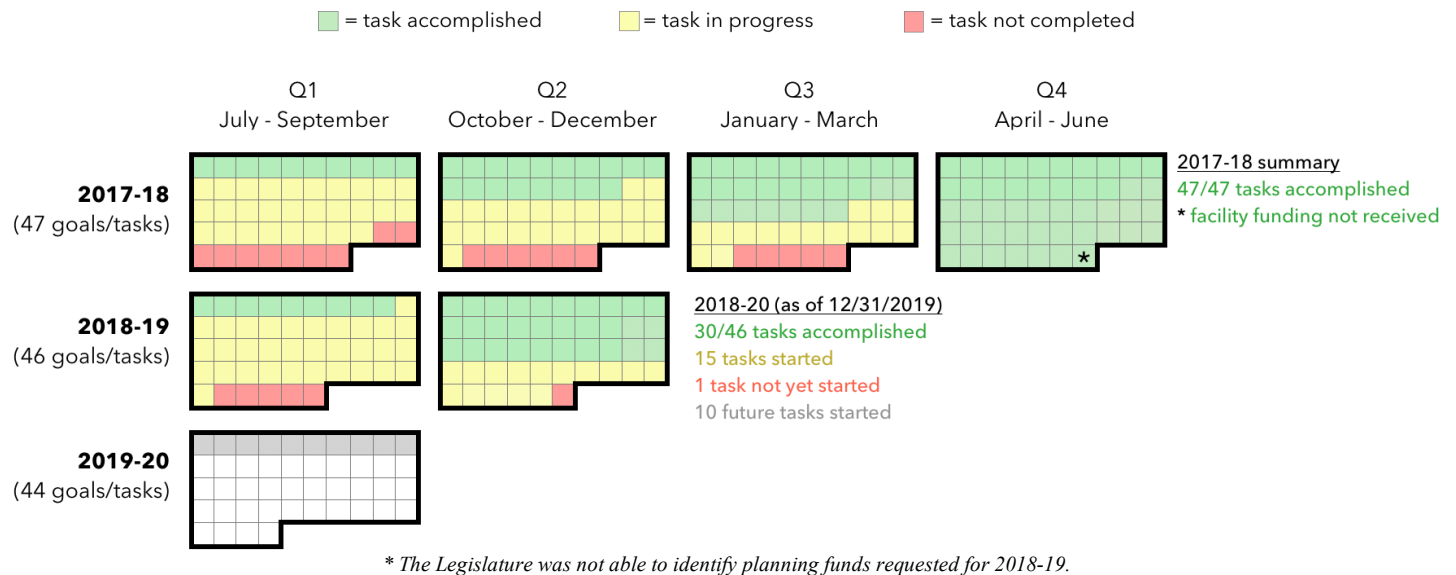 = task accomplished
= task in progress
= task not completed
Q1
July - September
Q2
October - December
Q3
January - March
Q4
April - June
2017-18
(47 goals/tasks)
*
2017-18 summary
47/47 tasks accomplished
* facility funding not received
2018-19
(46 goals/tasks)
2018-20 (as of 12/31/2019)
30/46 tasks accomplished
15 tasks started
1 task not yet started
10 future tasks started
2019-20
(44 goals/tasks)
* The Legislature was not able to identify planning funds requested for 2018-19.